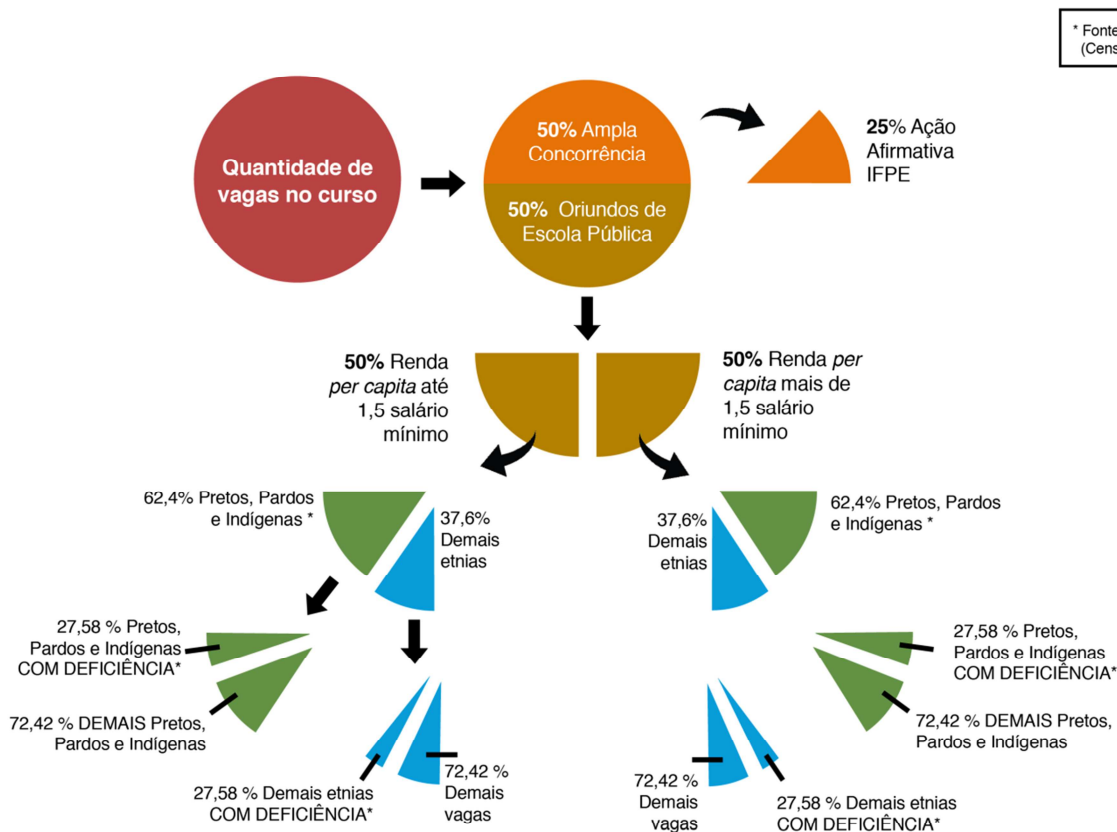 * Fonte
(Cens
Quantidade de
vagas no curso
50% Ampla
Concorrência
50% Oriundos de
Escola Pública
25% Ação
Afirmativa
IFPE
50% Renda
per capita até
1,5 salário
mínimo
50% Renda per
capita mais de
1,5 salário
mínimo
62,4% Pretos, Pardos
e Indígenas *
37,6%
Demais
etnias
37,6%
Demais
etnias
62,4% Pretos, Pardos
e Indígenas *
27,58 % Pretos,
Pardos e Indígenas
COM DEFICIÊNCIA*
72,42 % DEMAIS Pretos,
Pardos e Indígenas
27,58 % Demais etnias
COM DEFICIÊNCIA*
72,42 %
Demais
vagas
72,42 %
Demais
vagas
27,58 % Demais etnias
COM DEFICIÊNCIA*
27,58 % Pretos,
Pardos e Indígenas
COM DEFICIÊNCIA*
72,42 % DEMAIS Pretos,
Pardos e Indígenas